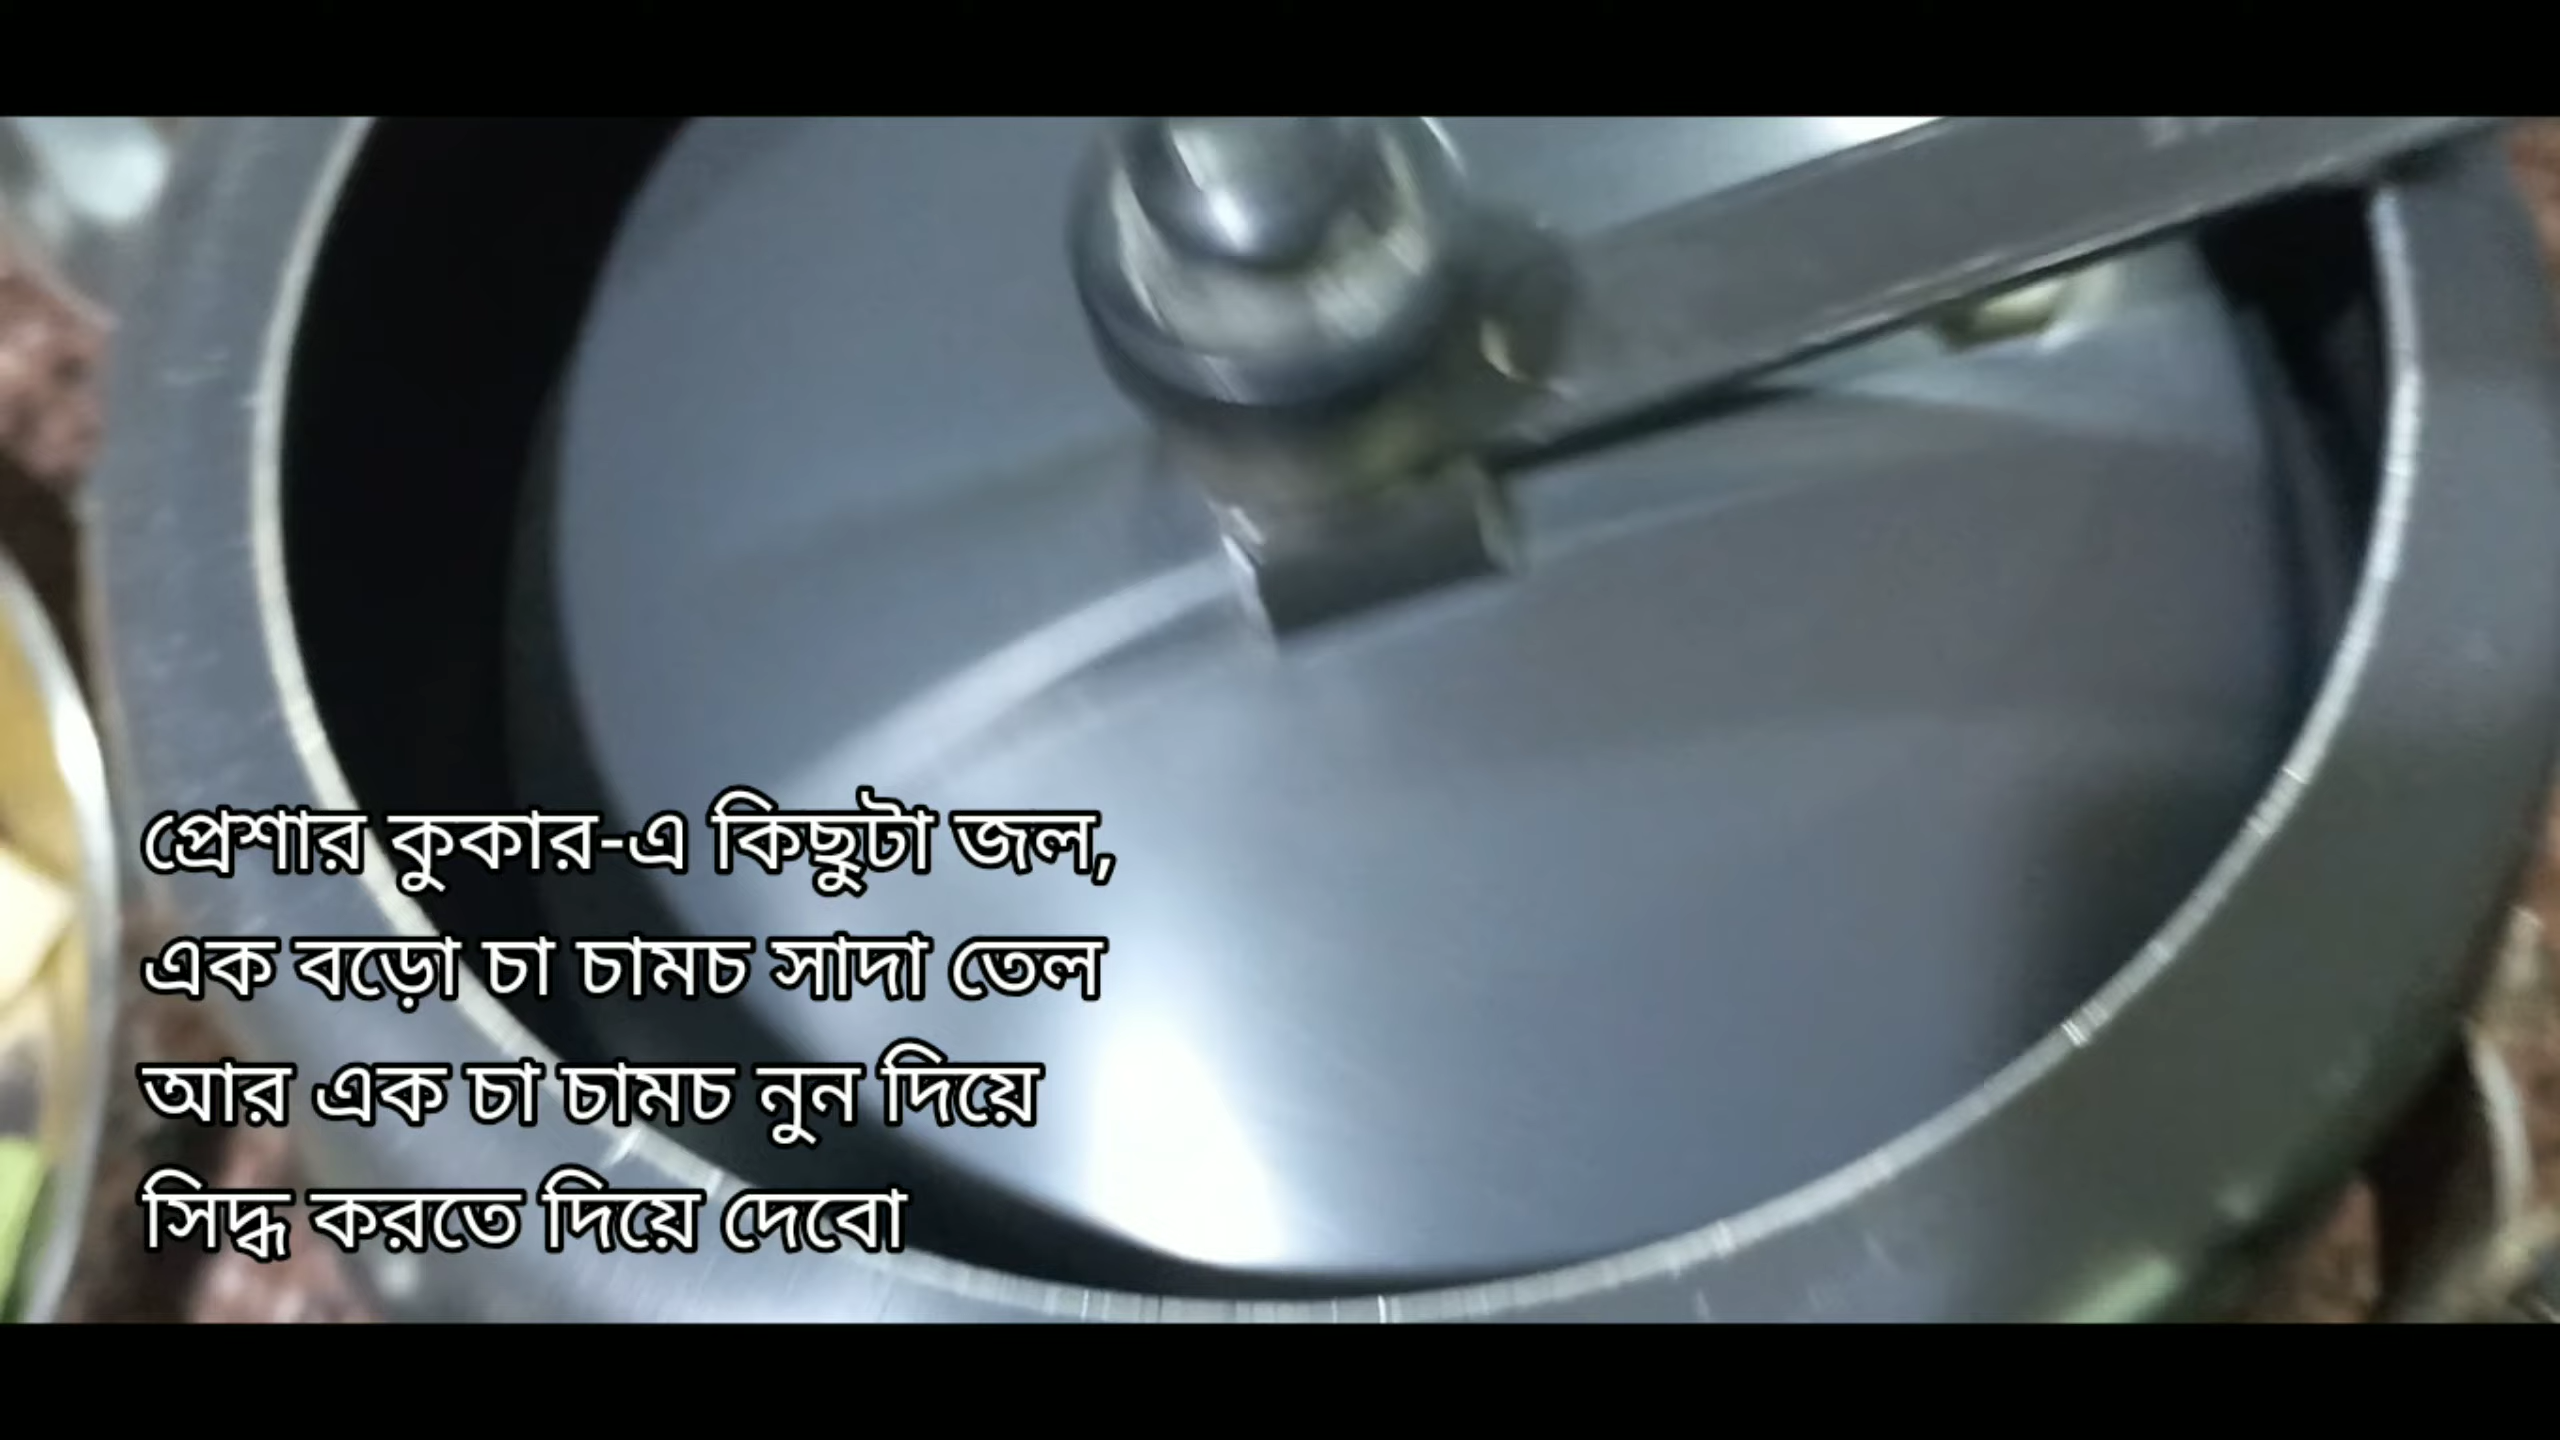 প্রেশার কুকার-এ কিছুটা জল,
এক বড়ো চা চামচ সাদা তেল
আর এক চা চামচ নুন দিয়ে
সিদ্ধ করতে দিয়ে দেবো